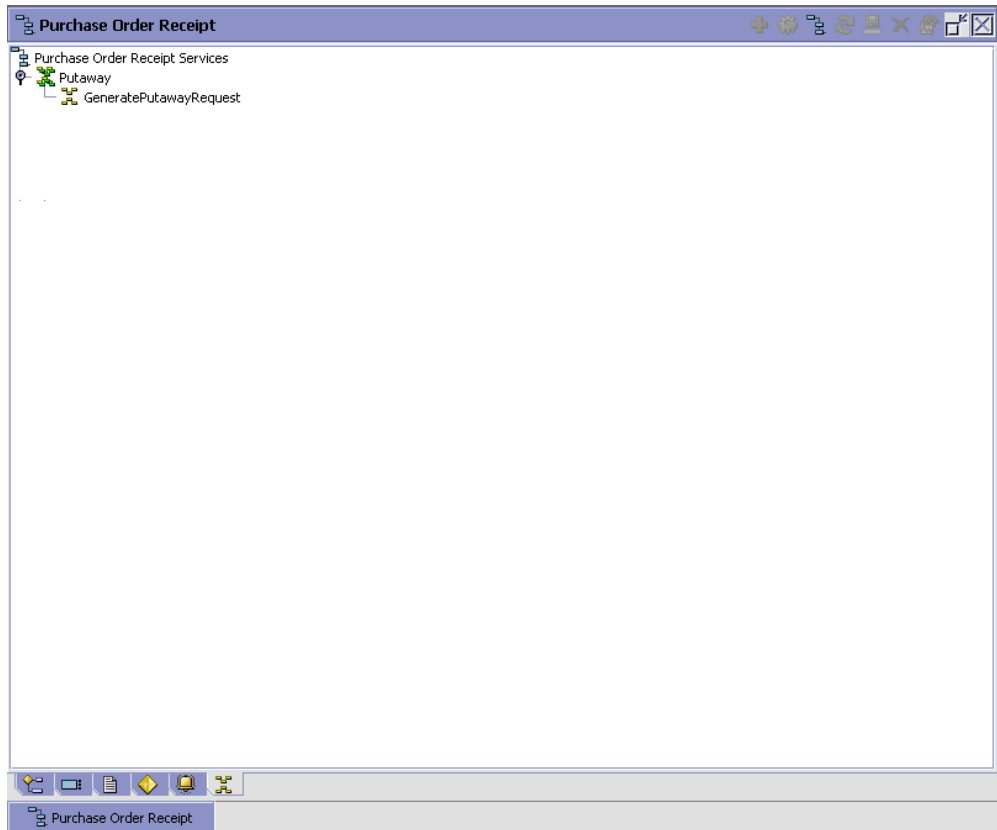 Purchase Order Receipt
Purchase Order Receipt Services
Putaway
GeneratePutawayRequest
Purchase Order Receipt